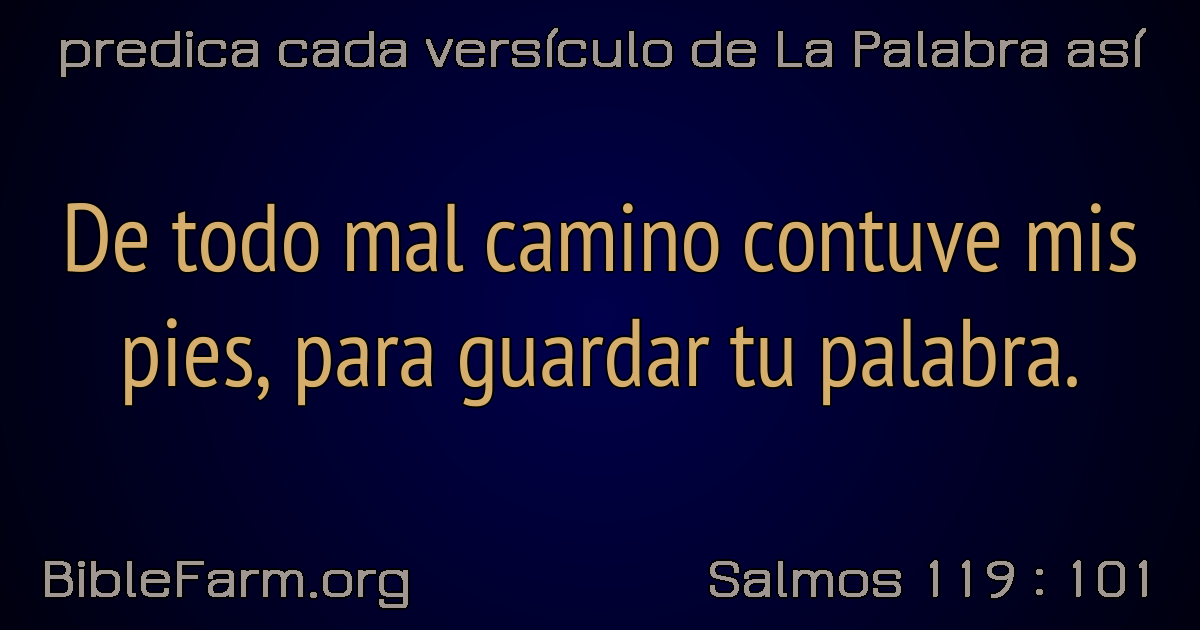 predica cada versículo de La Palabra así
De todo mal camino contuve mis
pies, para guardar tu palabra.
BibleFarm.org
Salmos 119 : 101